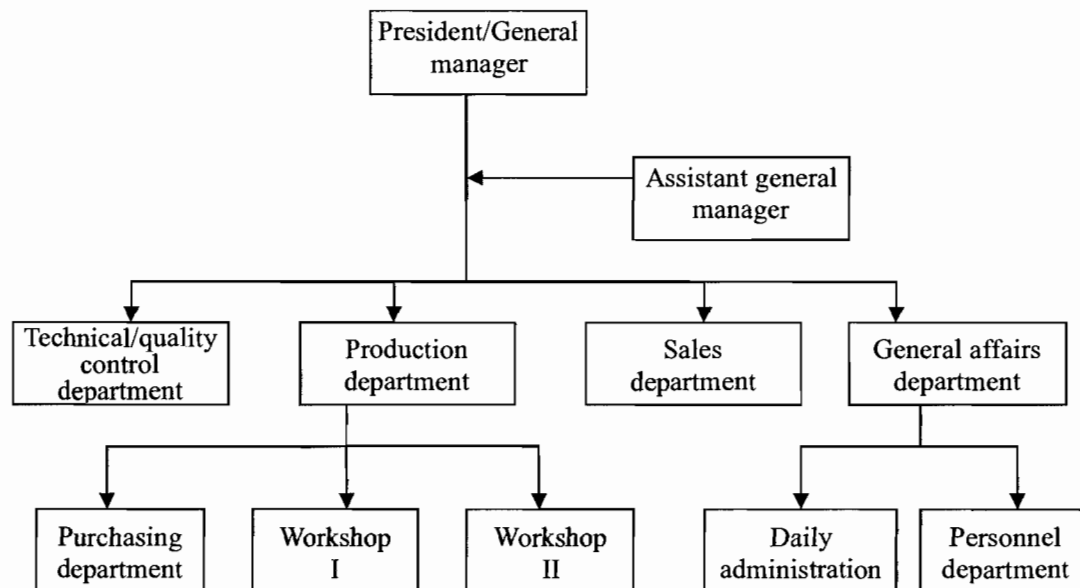 President/General
manager
Assistant general
manager
Technical/quality
control
department
Production
department
Sales
department
General affairs
department
Purchasing
department
Workshop
I
Workshop
II
Daily
administration
Personnel
department